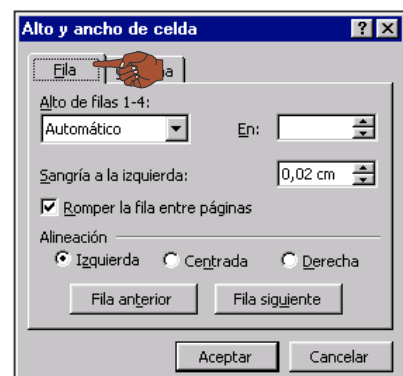 Alto y ancho de celda
Fila
Alto de filas 1-4:
Automático En:
Sangría a la izquierda: 0,02 cm
Romper la fila entre páginas
Alineación
Izquierda Centrada Derecha
Fila anterior Fila siguiente
Aceptar Cancelar